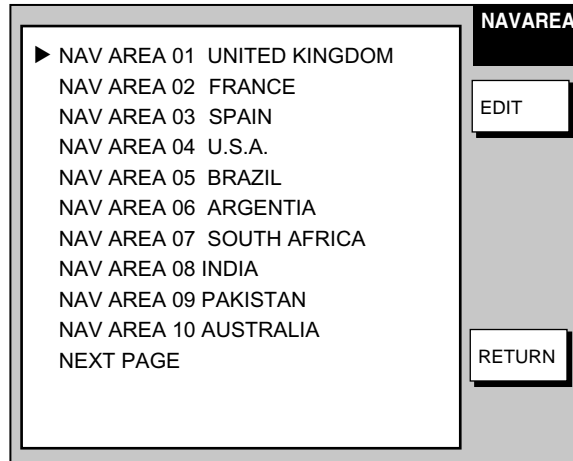 NAVAREA
NAV AREA 01 UNITED KINGDOM
NAV AREA 02 FRANCE
NAV AREA 03 SPAIN
NAV AREA 04 U.S.A.
NAV AREA 05 BRAZIL
NAV AREA 06 ARGENTIA
NAV AREA 07 SOUTH AFRICA
NAV AREA 08 INDIA
NAV AREA 09 PAKISTAN
NAV AREA 10 AUSTRALIA
NEXT PAGE
EDIT
RETURN